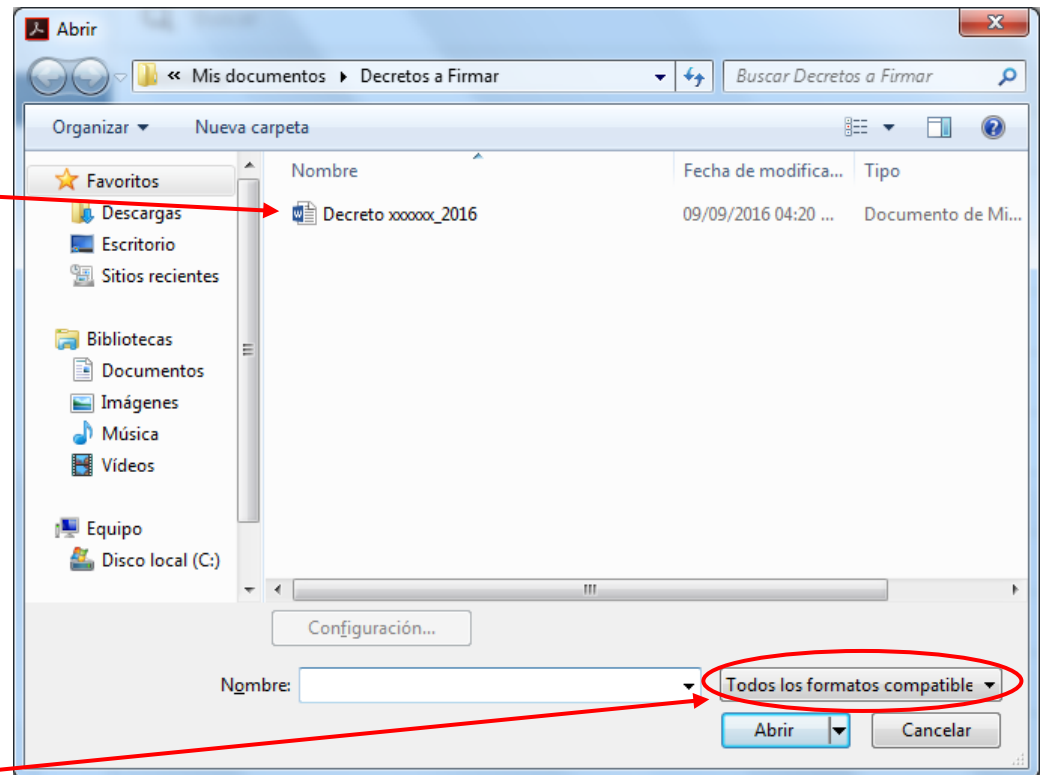 Abrir
« Mis documentos ▸ Decretos a Firmar
Buscar Decretos a Firmar
Organizar
Nueva carpeta
Nombre
Fecha de modifica...
Tipo
Favoritos
Descargas
Escritorio
Sitios recientes
Bibliotecas
Documentos
Imágenes
Música
Vídeos
Equipo
Disco local (C:)
Decreto xxxxxx_2016
09/09/2016 04:20 ...
Documento de Mi...
Configuración...
Nombre:
Todos los formatos compatible
Abrir
Cancelar